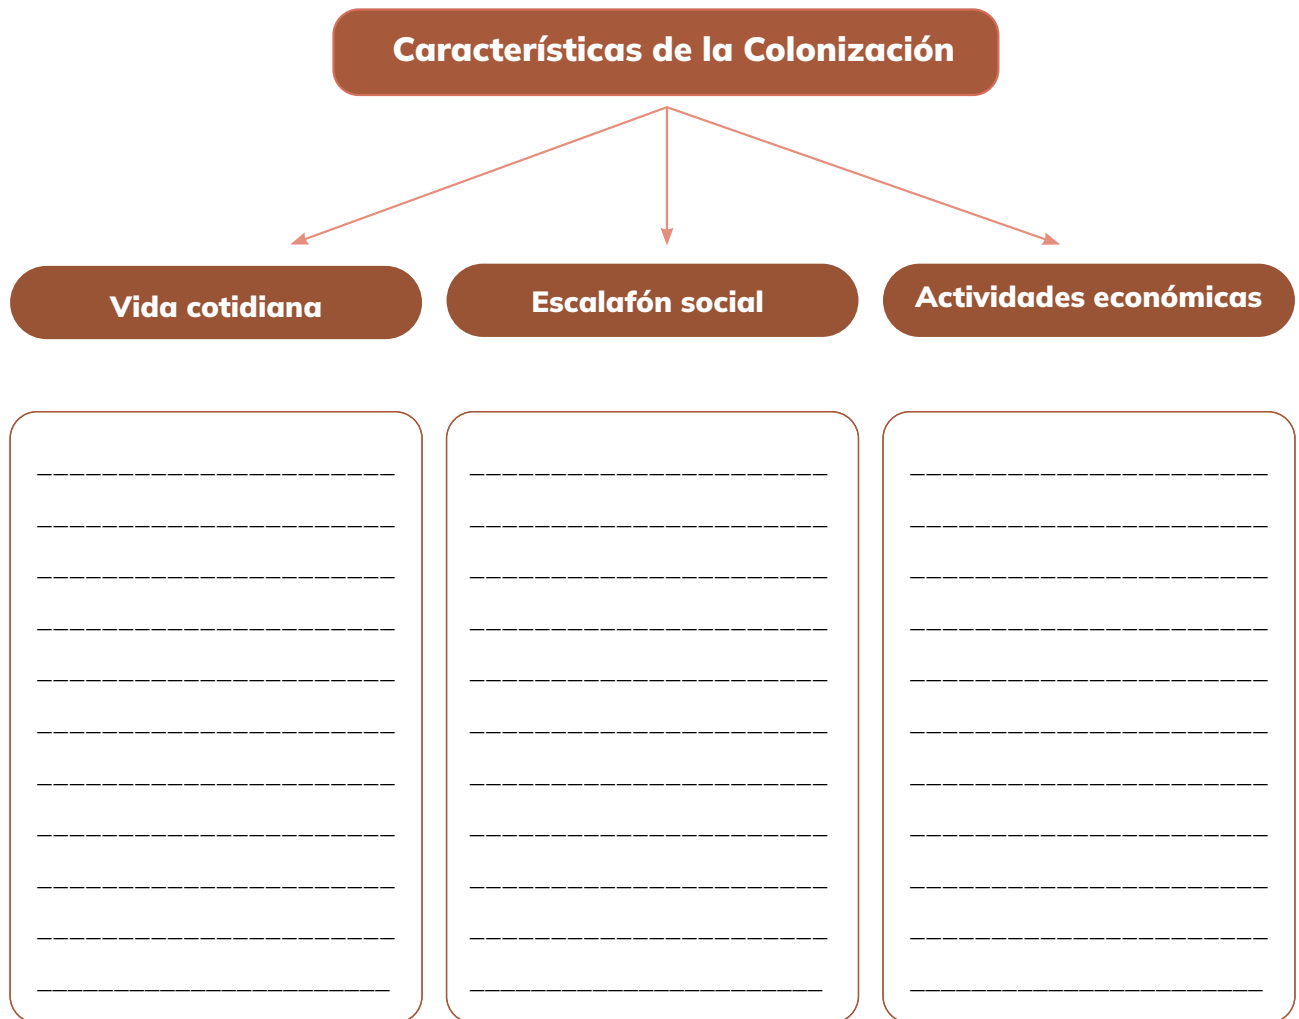 Características de la Colonización
Vida cotidiana
Escalafón social
Actividades económicas